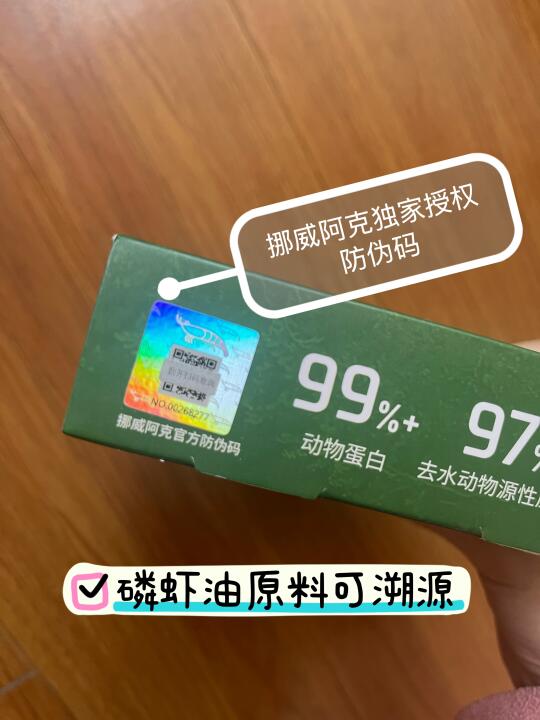 挪威阿克独家授权
防伪码
NO.00268277
挪威阿克官方防伪码
99%+
动物蛋白
97%
去水动物源性
磷虾油原料可溯源